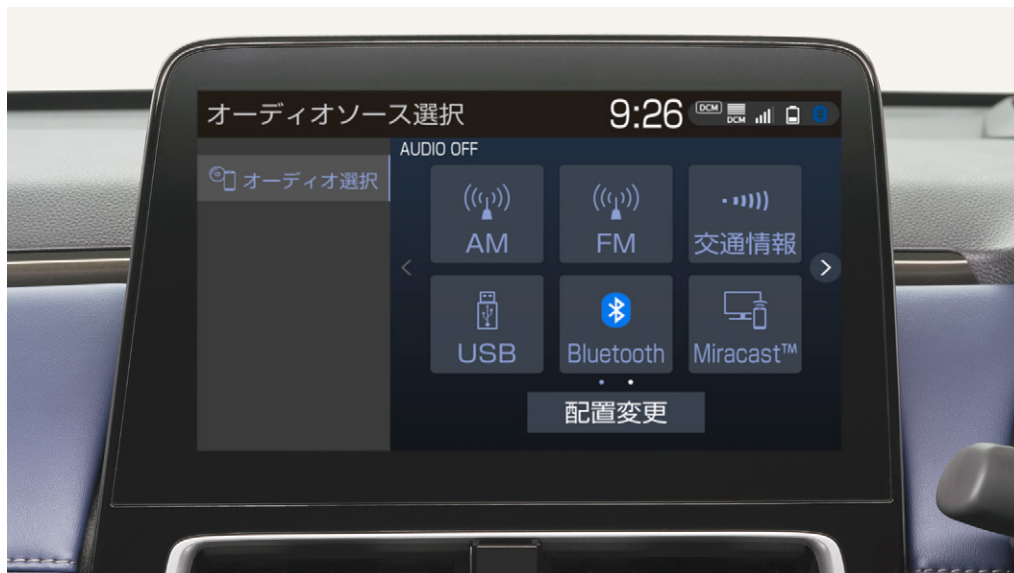 オーディオソース選択
9:26
DCM
DCM
オーディオ選択
AUDIO OFF
AM
FM
交通情報
USB
Bluetooth
Miracast™
配置変更